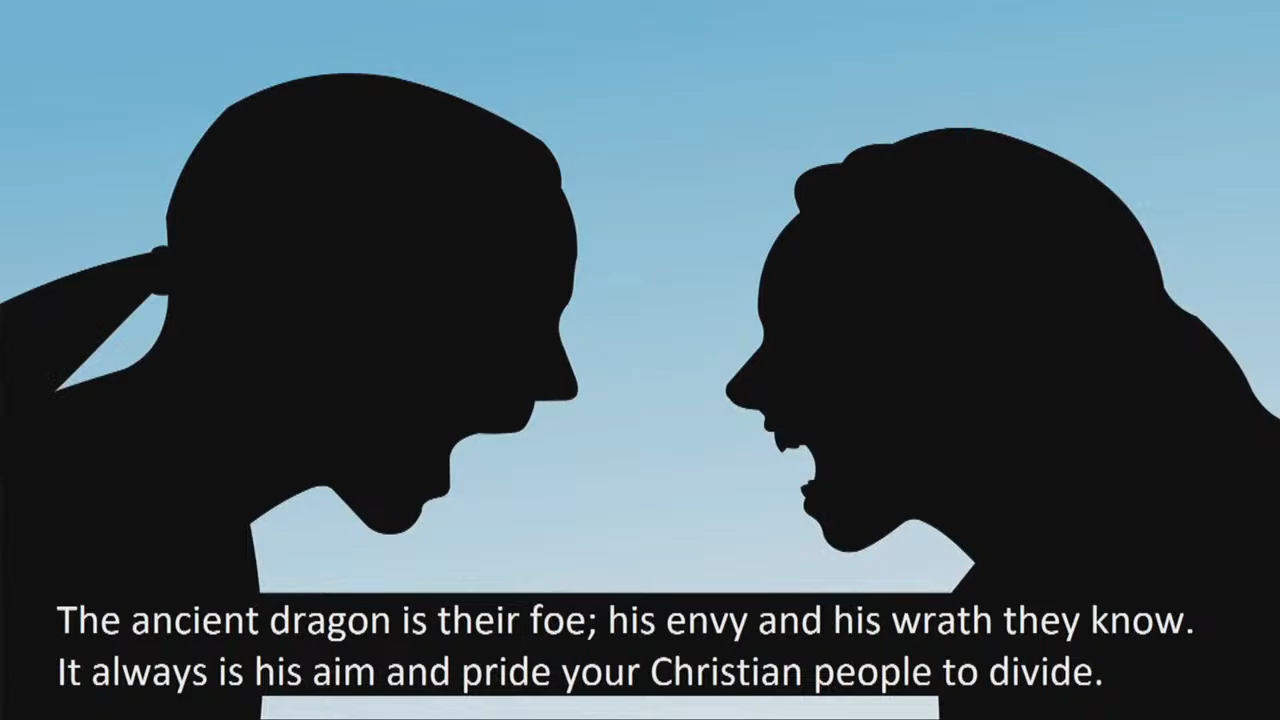 The ancient dragon is their foe; his envy and his wrath they know.
It always is his aim and pride your Christian people to divide.